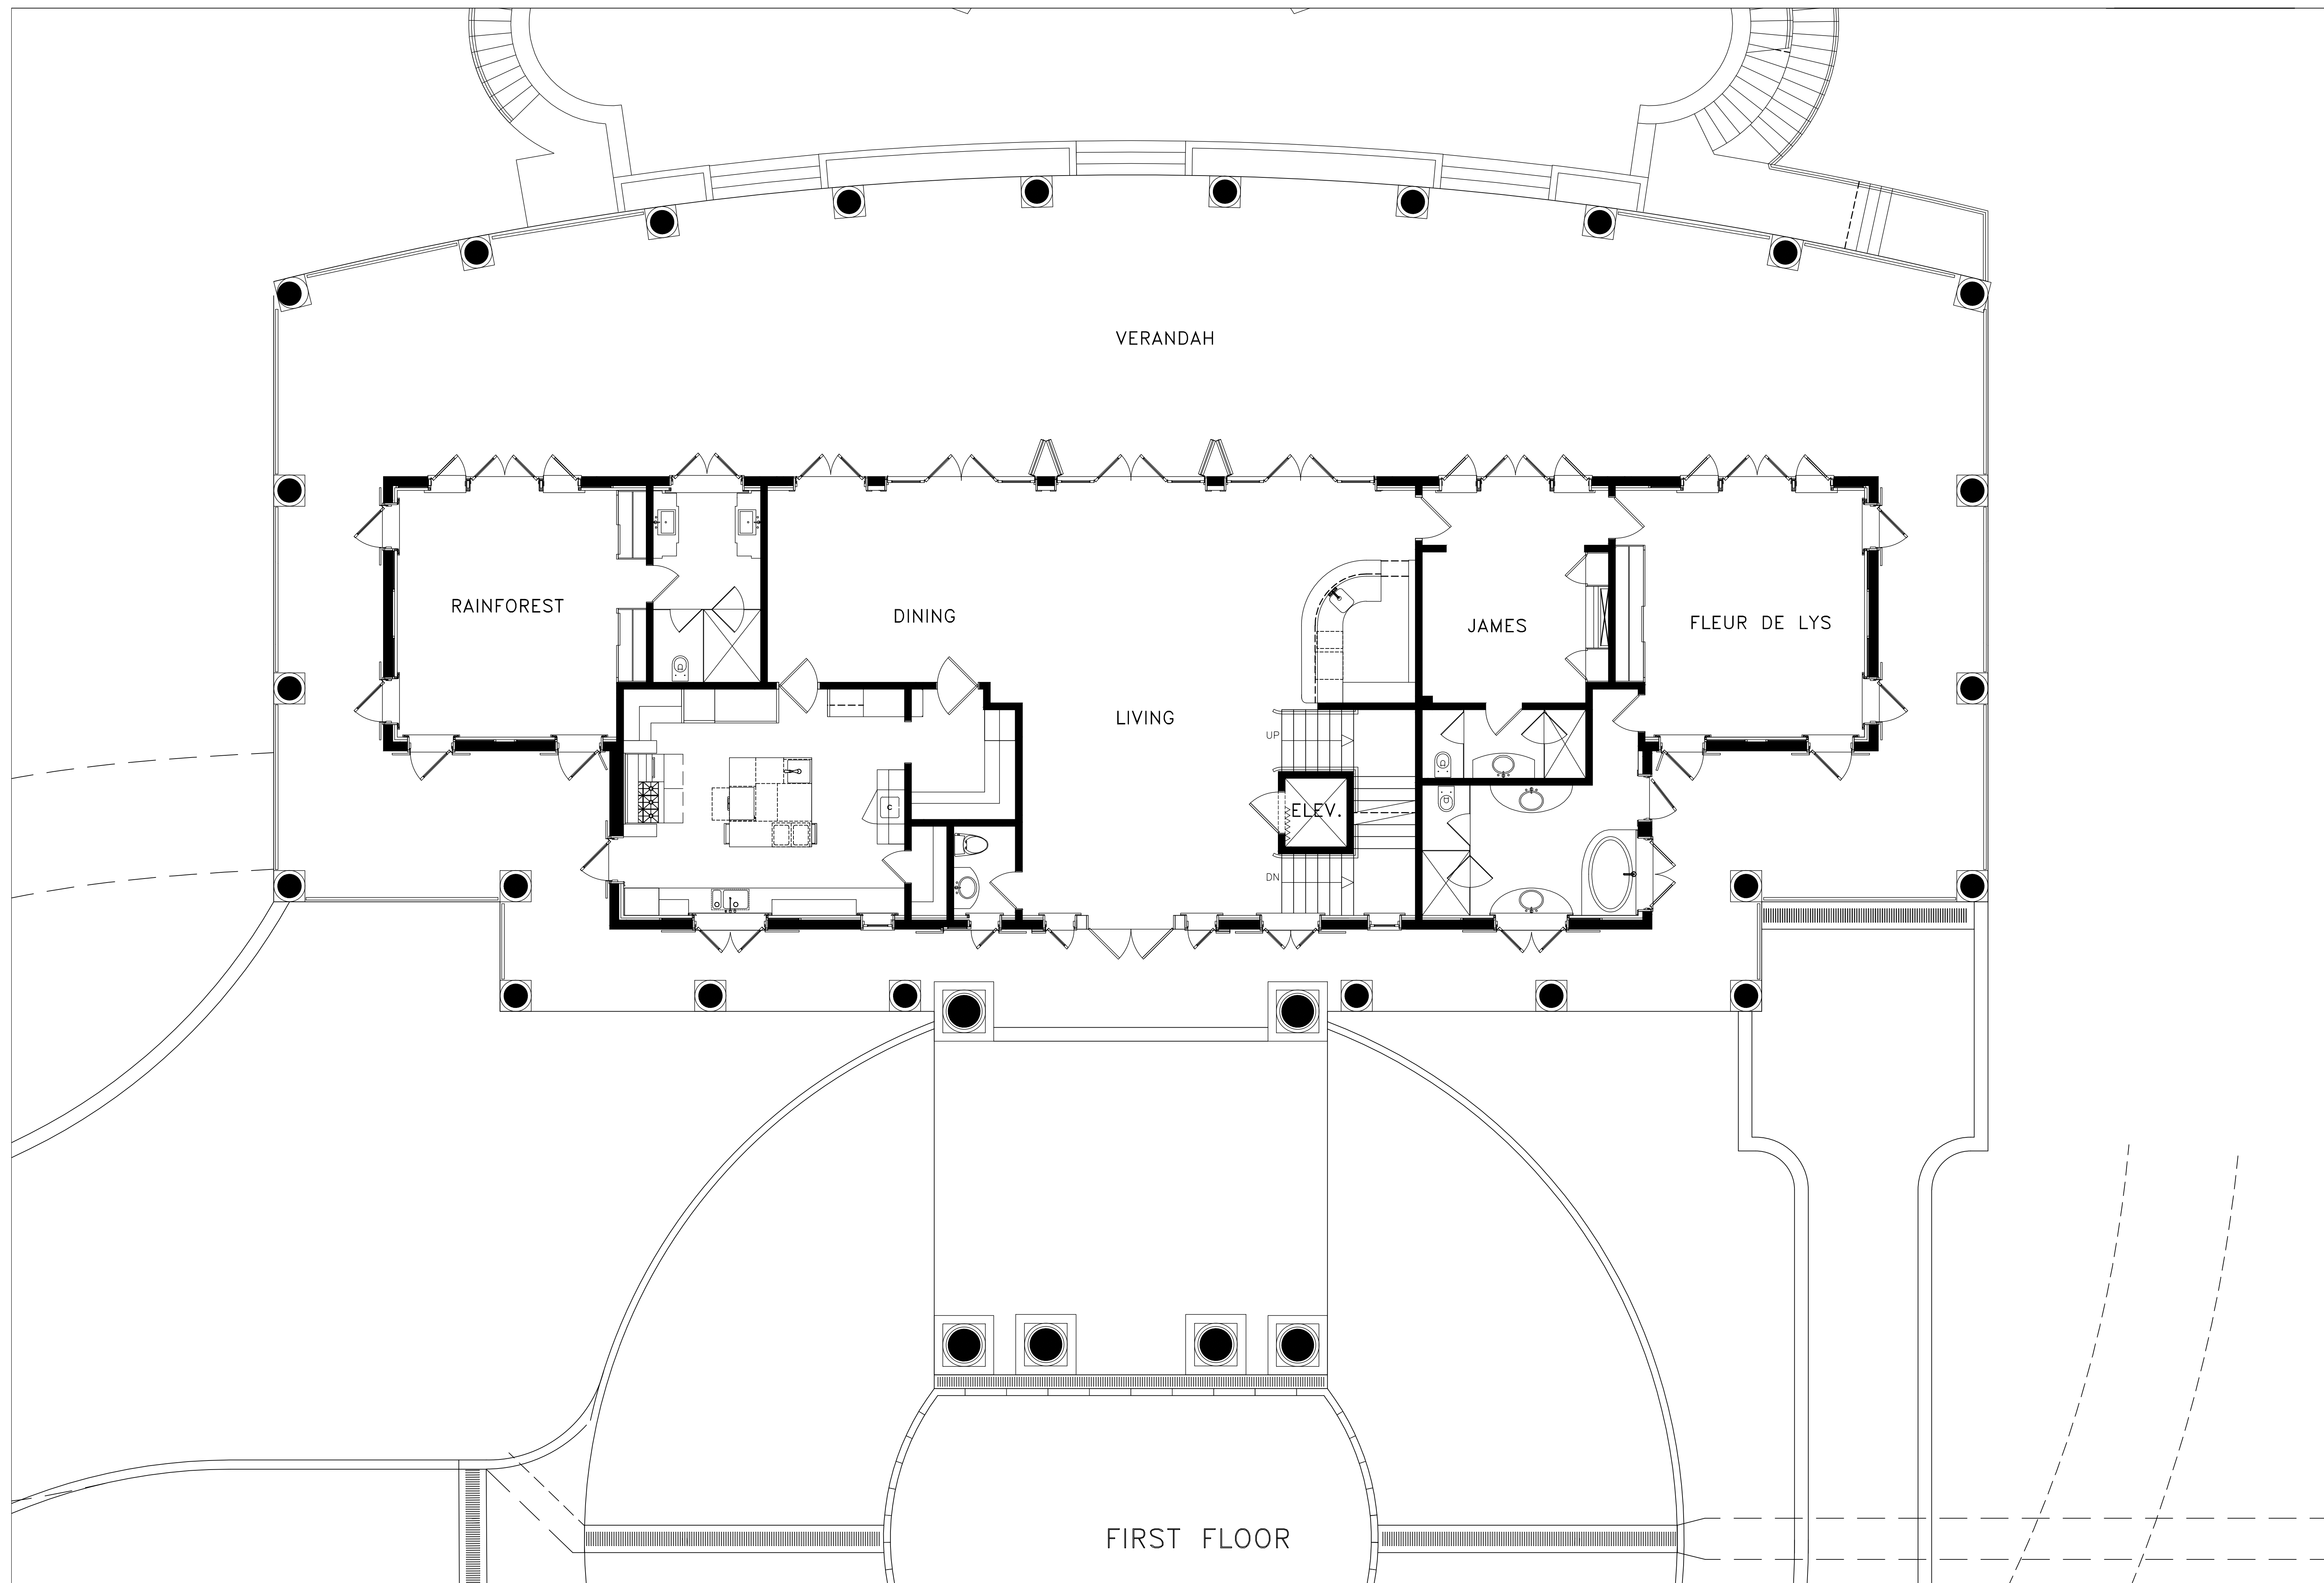 VERANDAH
RAINFOREST
DINING
JAMES
FLEUR DE LYS
LIVING
UP
ELEV.
C
DN
FIRST FLOOR